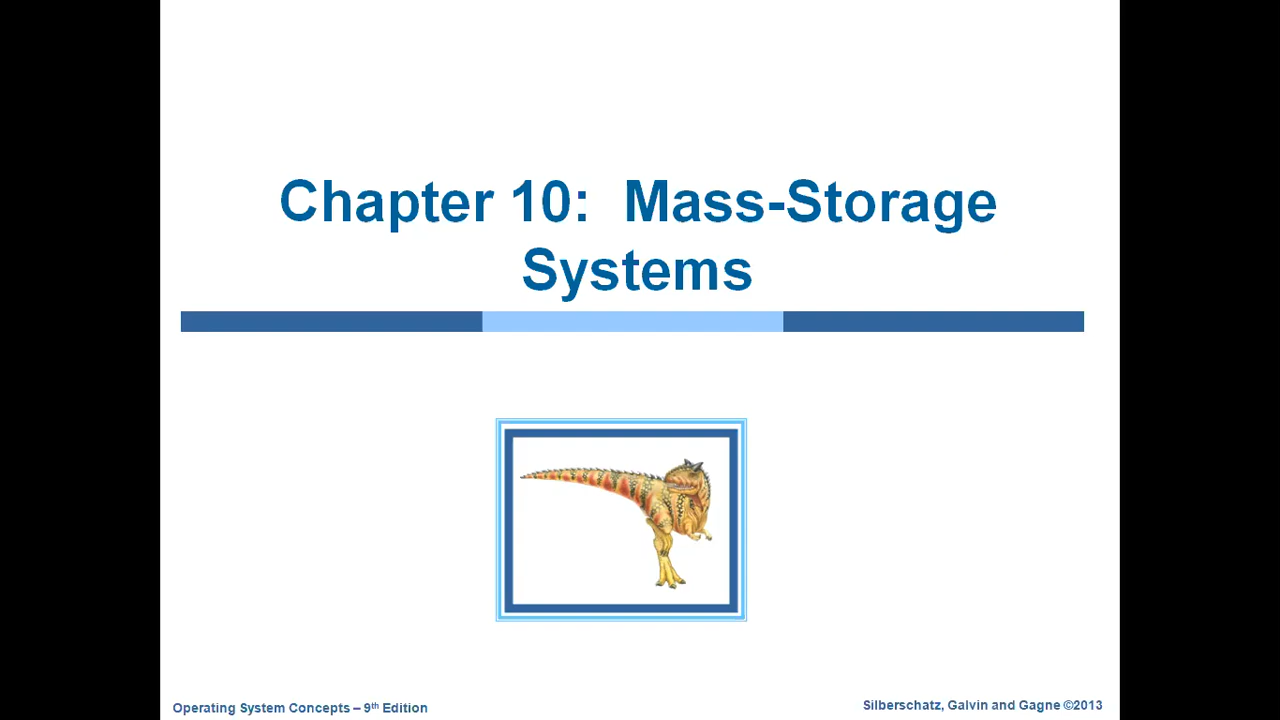 Chapter 10: Mass-Storage
Systems
Operating System Concepts – 9th Edition
Silberschatz, Galvin and Gagne ©2013